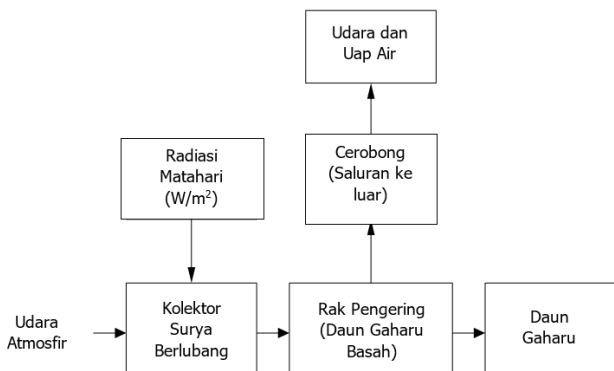 Udara dan
Uap Air
Radiasi
Matahari
(W/m²)
Cerobong
(Saluran ke
luar)
Udara
Atmosfir
Kolektor
Surya
Berlubang
Rak Pengering
(Daun Gaharu
Basah)
Daun
Gaharu